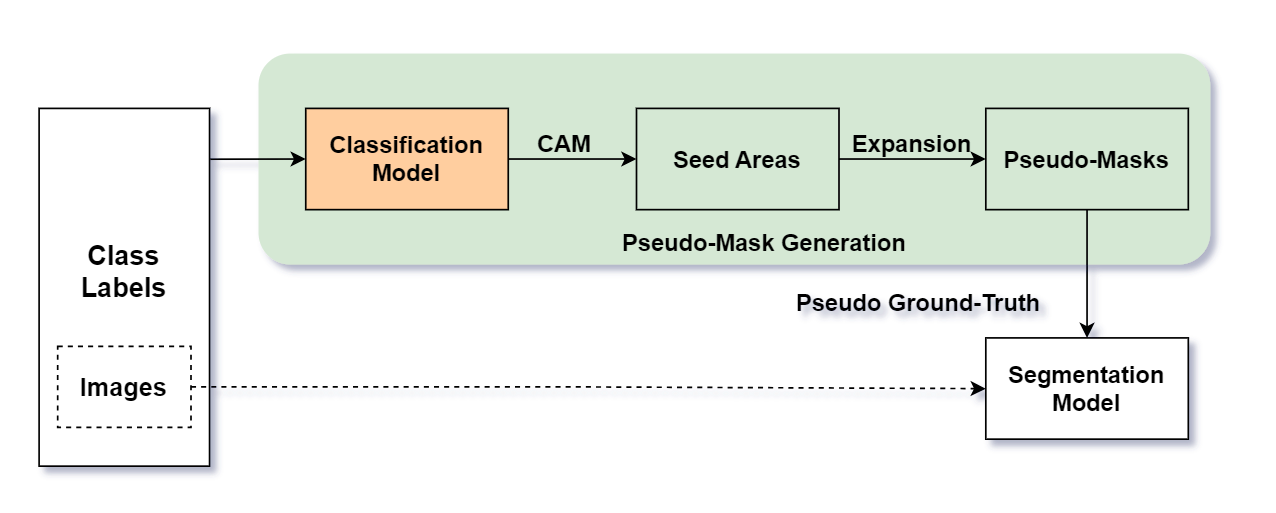 Class
Labels
Images
Classification
Model
CAM
Seed Areas
Expansion
Pseudo-Masks
Pseudo-Mask Generation
Pseudo Ground-Truth
Segmentation
Model